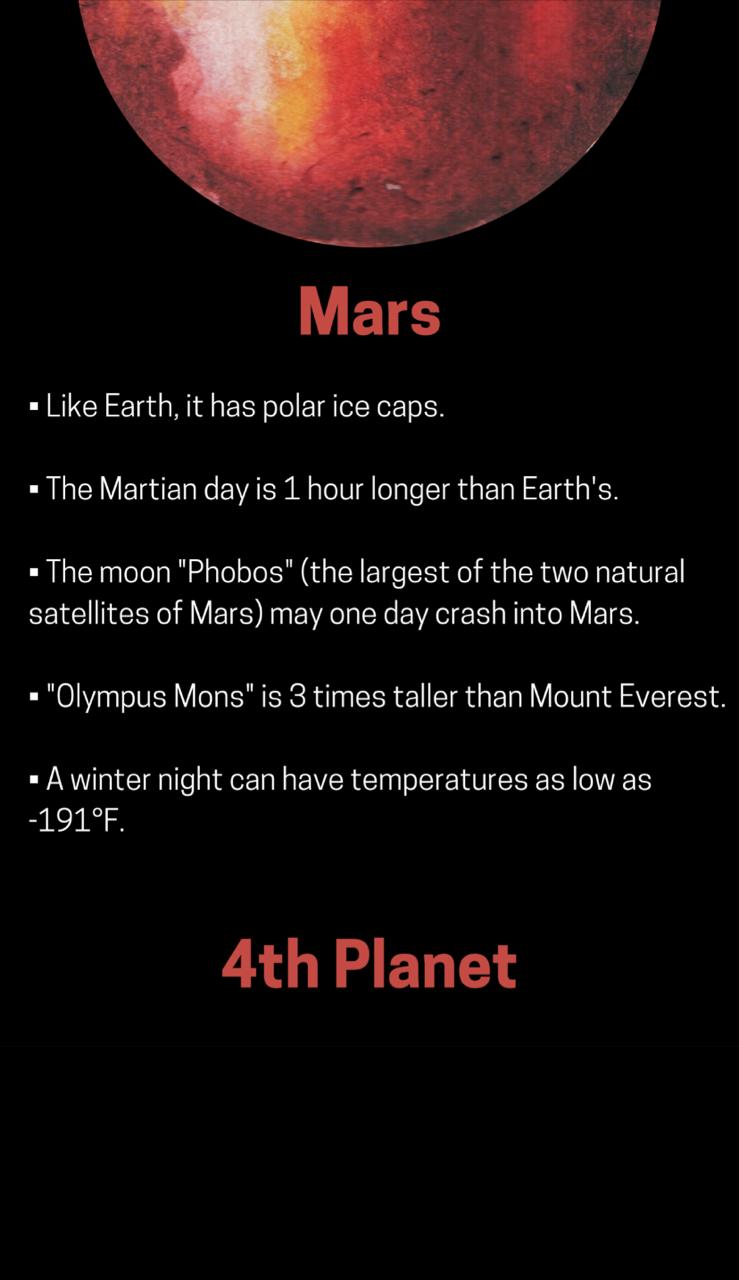 Mars
▪ Like Earth, it has polar ice caps.
▪ The Martian day is 1 hour longer than Earth's.
▪ The moon "Phobos" (the largest of the two natural
satellites of Mars) may one day crash into Mars.
▪ "Olympus Mons" is 3 times taller than Mount Everest.
▪ A winter night can have temperatures as low as
-191°F.
4th Planet